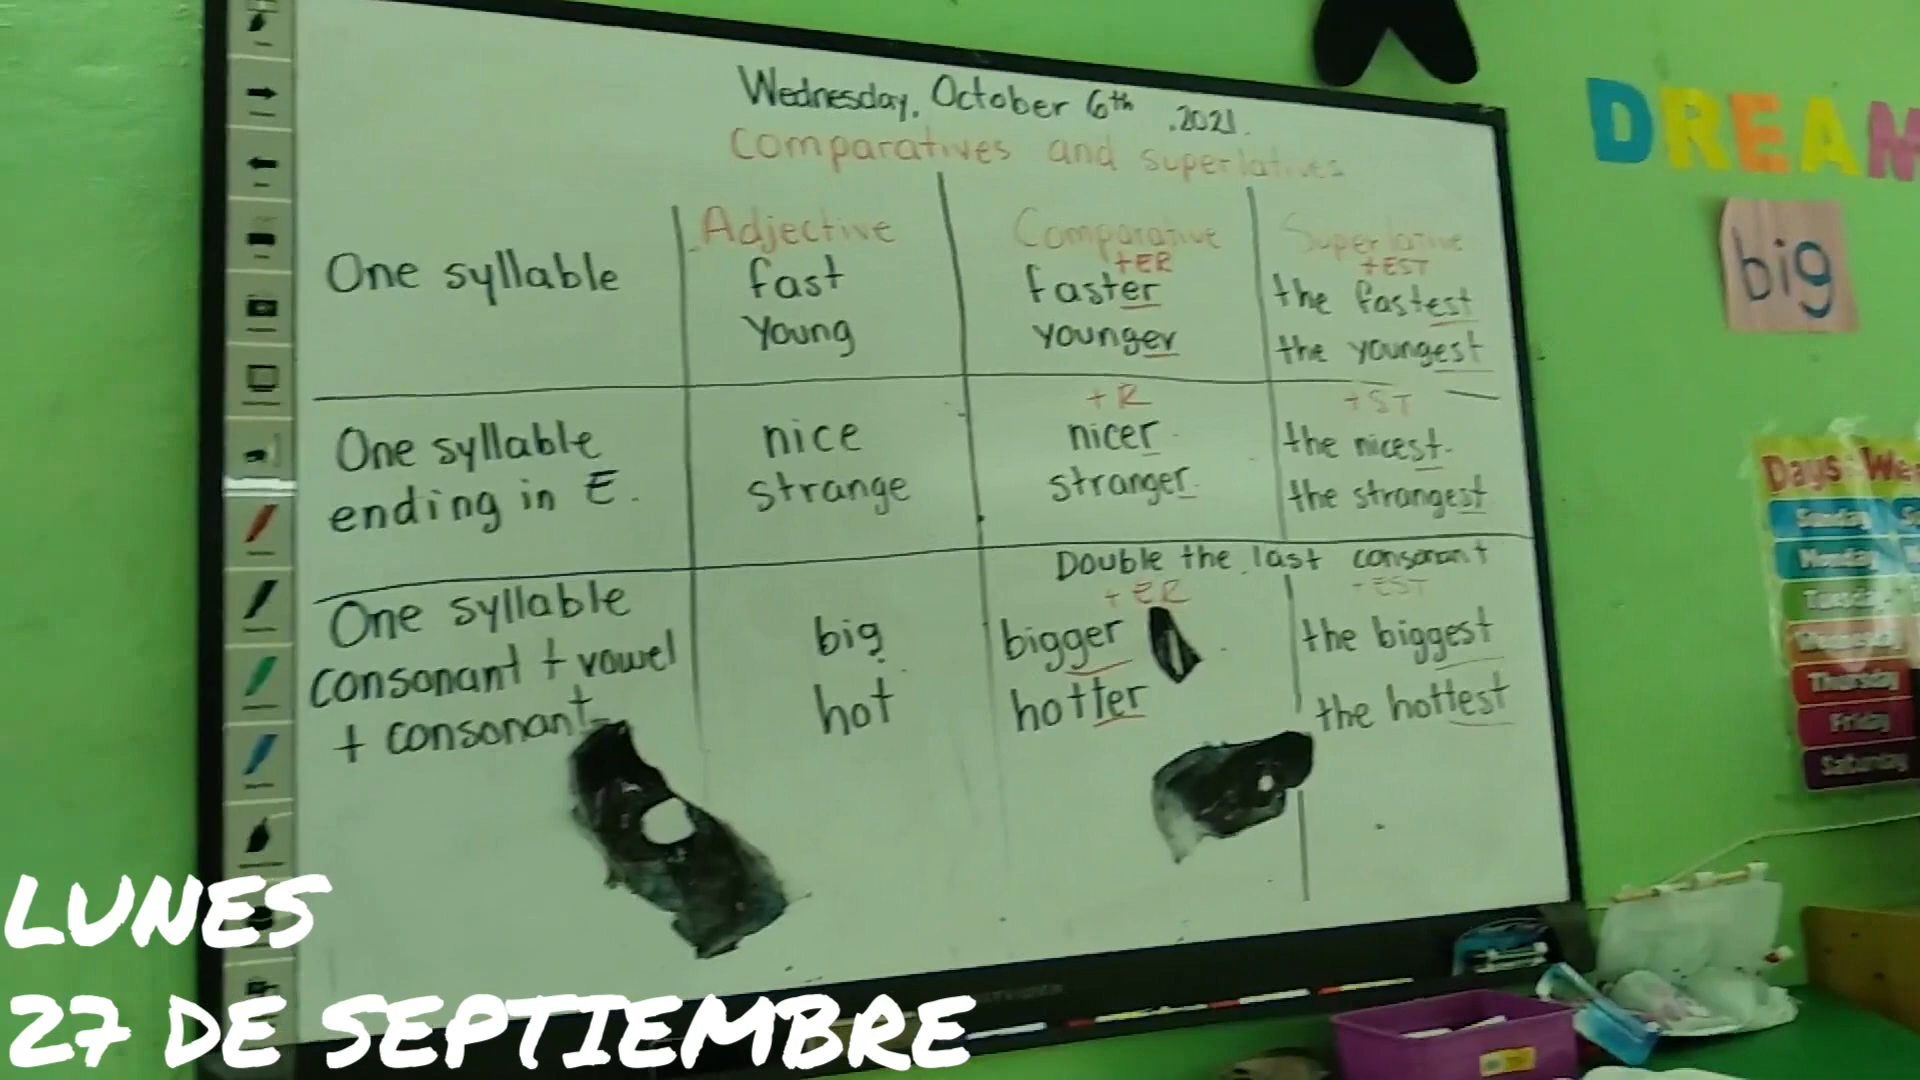 Wednesday, October 6th, 2021.
Comparatives and superlatives
Adjective Comparative Superlative
+ER +EST
One syllable fast faster the fastest
Young younger the youngest
+R +ST
One syllable nice nicer the nicest.
ending in E. strange stranger. the strangest
Double the last consonant
+ER +EST
One syllable big bigger the biggest
consonant + vowel
+ consonant hot hotter the hottest
DREAM
big
Days We
Sunday
Monday
Tuesday
Wednesday
Thursday
Friday
Saturday
LUNES
27 DE SEPTIEMBRE